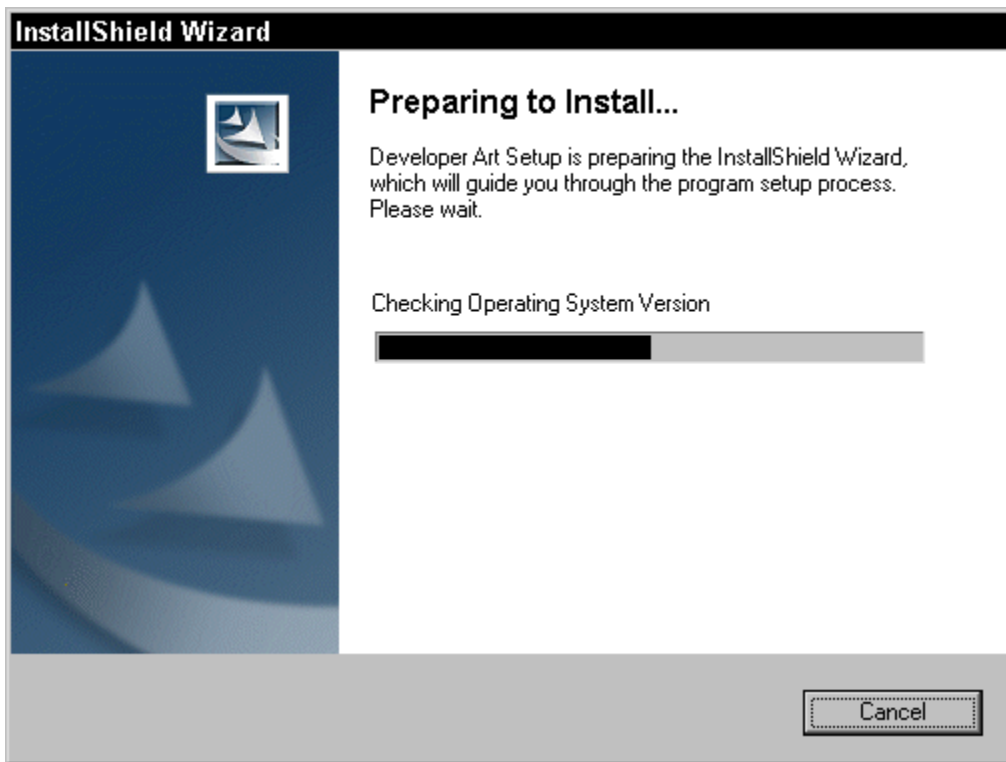 InstallShield Wizard
Preparing to Install...
Developer Art Setup is preparing the InstallShield Wizard,
which will guide you through the program setup process.
Please wait.
Checking Operating System Version
Cancel